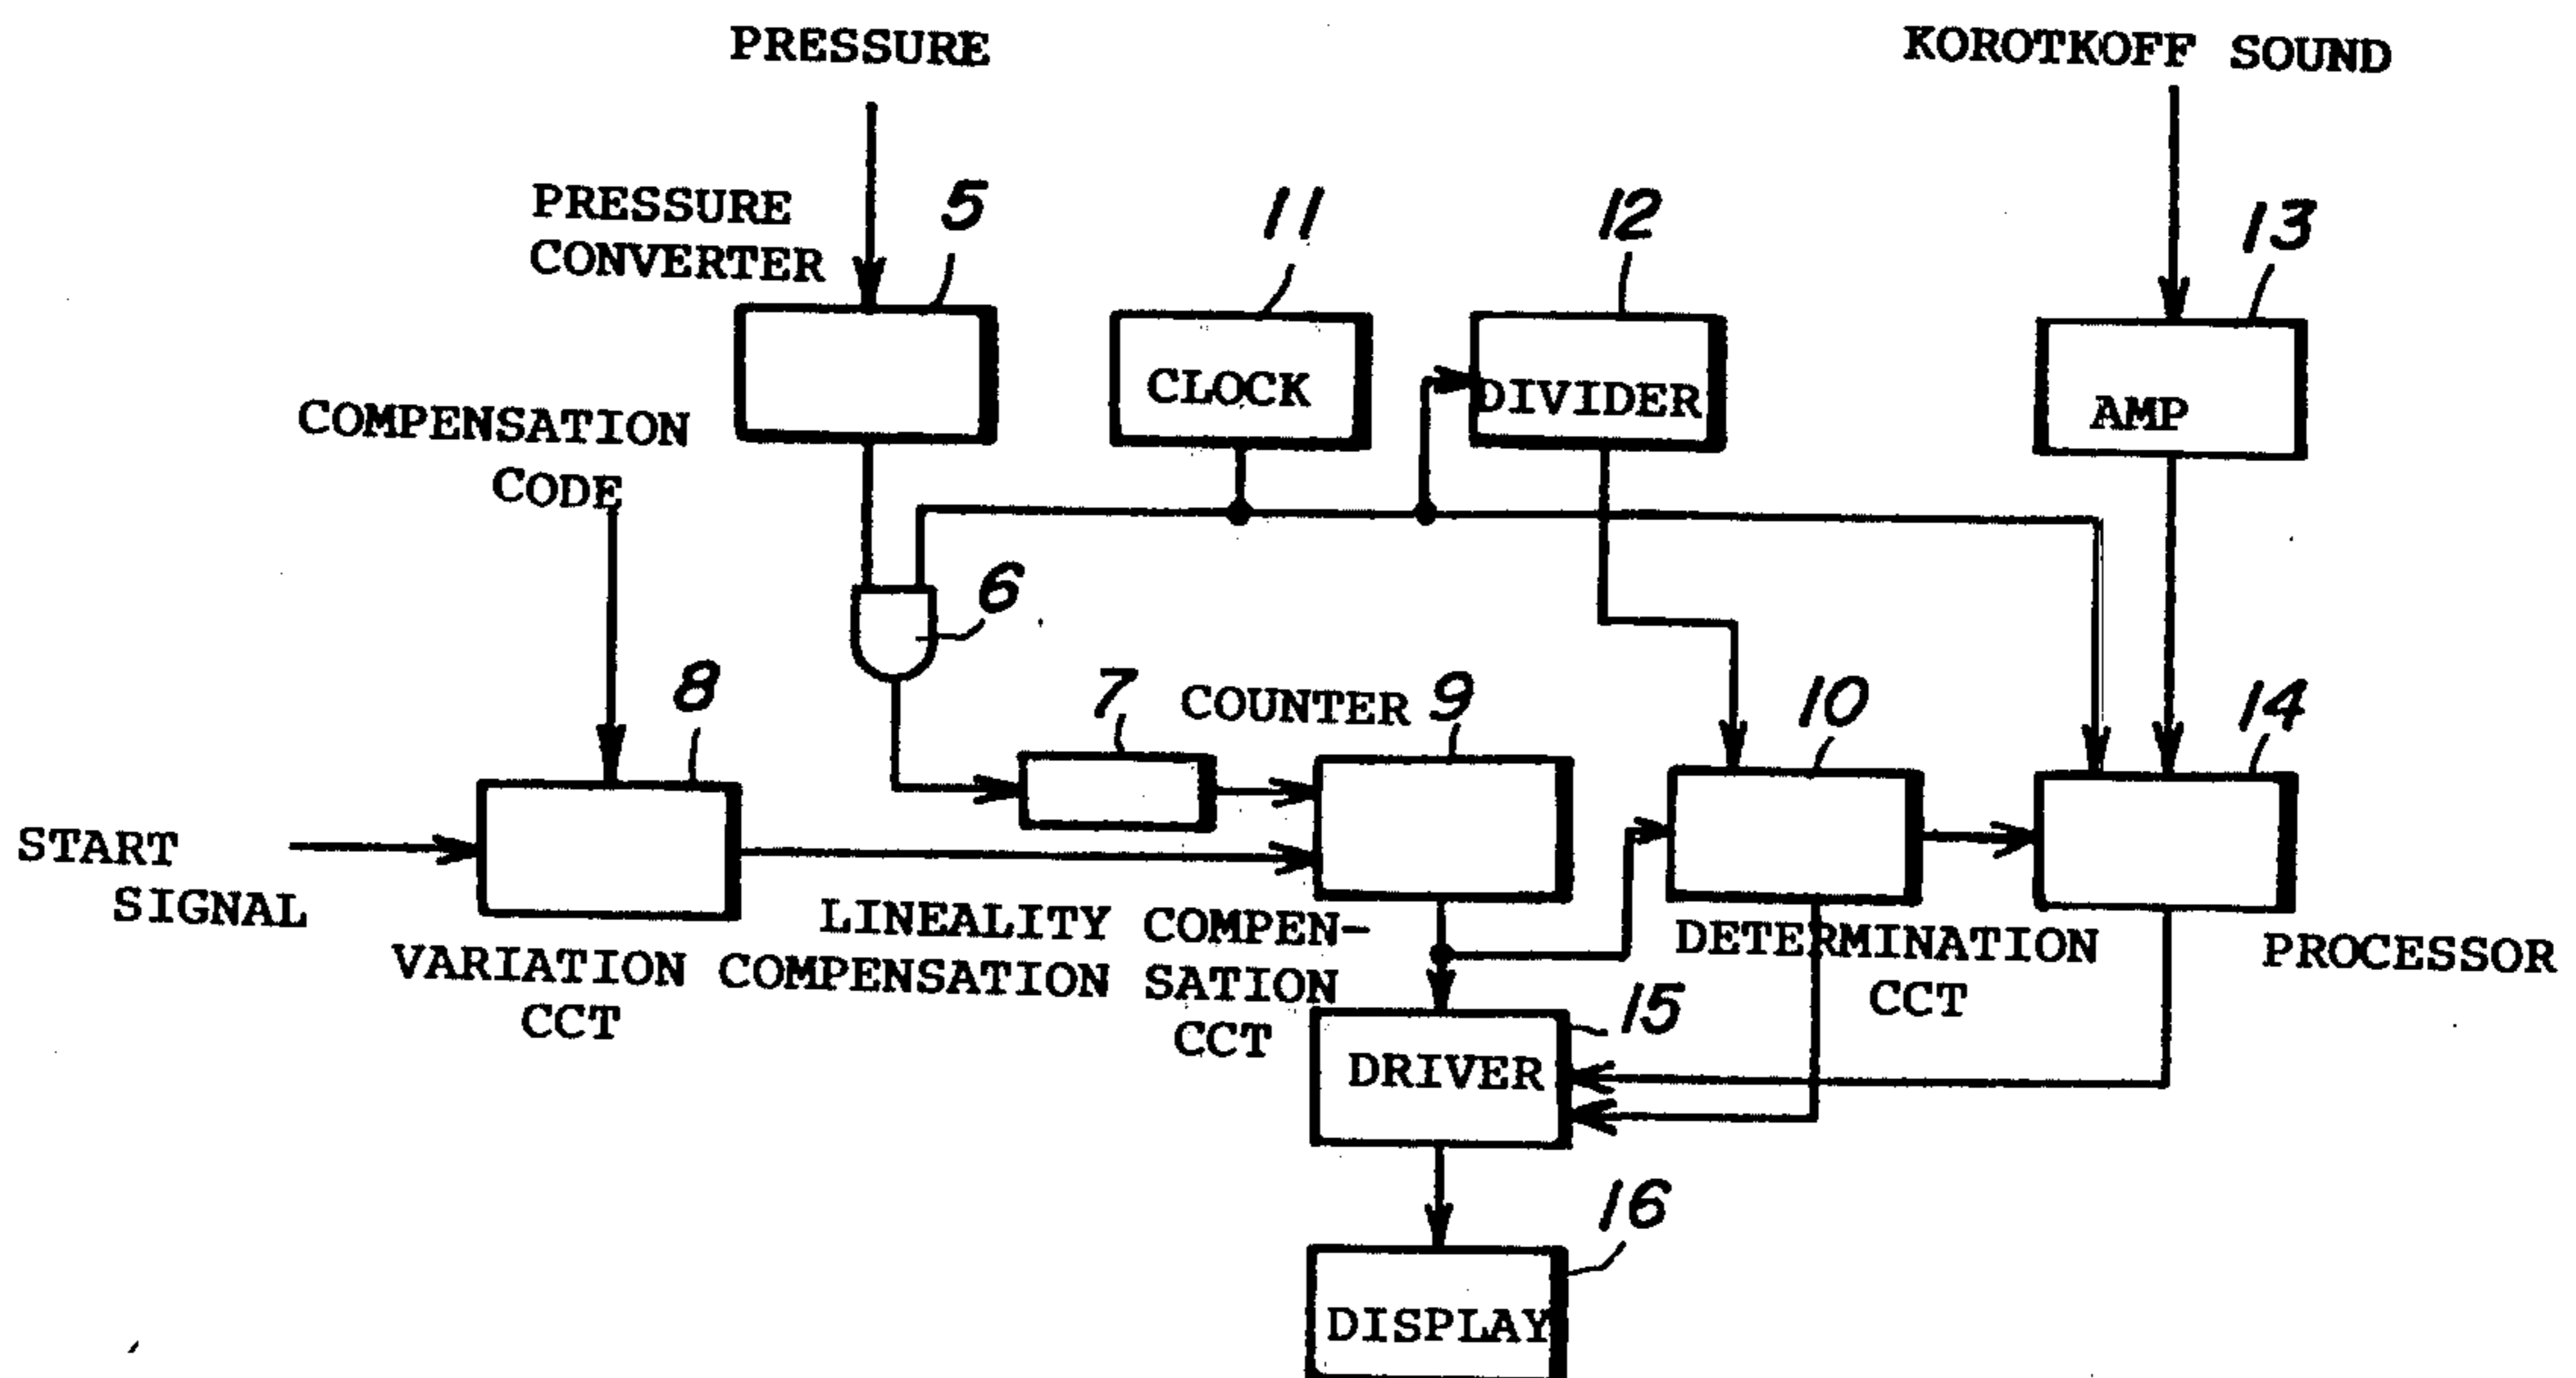 PRESSURE
KOROTKOFF SOUND
PRESSURE
CONVERTER
5
11
12
13
CLOCK
DIVIDER
AMP
COMPENSATION
CODE
6
8
7
COUNTER
9
10
14
START
SIGNAL
LINEALITY COMPEN-
SATION
CCT
VARIATION COMPENSATION
CCT
DETERMINATION
CCT
PROCESSOR
15
DRIVER
16
DISPLAY